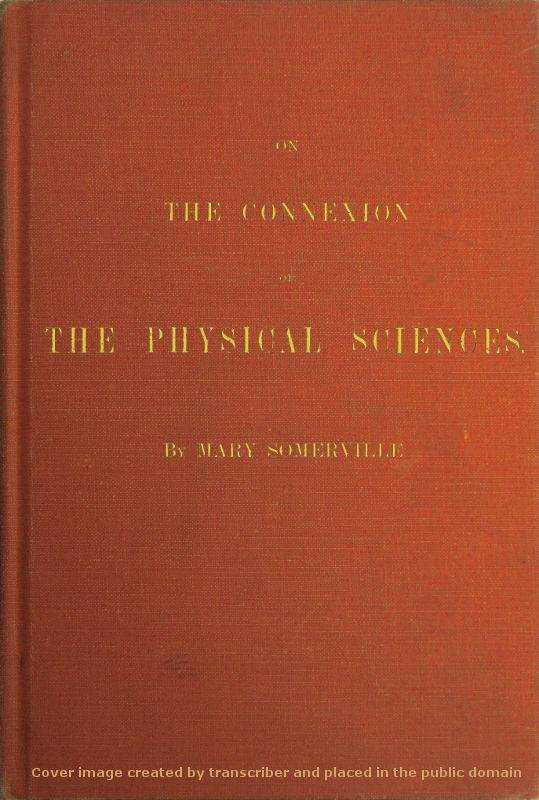 ON
THE CONNEXION
OF
THE PHYSICAL SCIENCES.
By MARY SOMERVILLE
Cover image created by transcriber and placed in the public domain